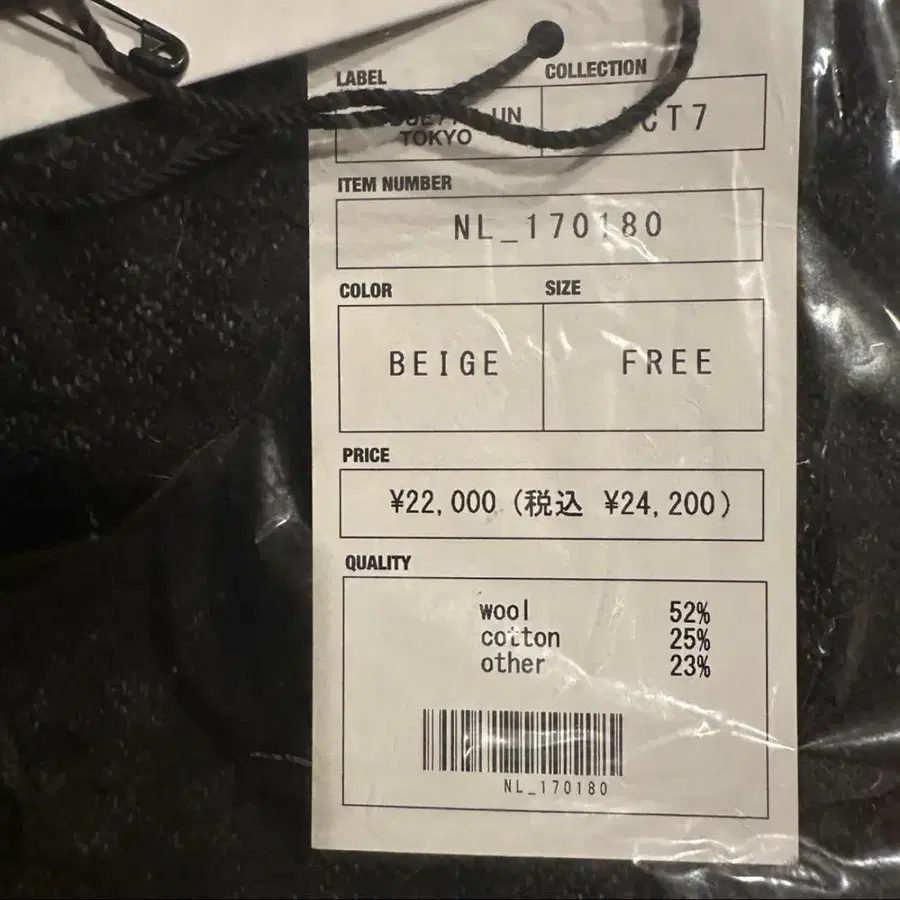 LABEL COLLECTION
TOKYO
ITEM NUMBER
NL_170180
COLOR SIZE
BEIGE FREE
PRICE
¥22,000 (税込 ¥24,200)
QUALITY
wool 52%
cotton 25%
other 23%
NL_170180